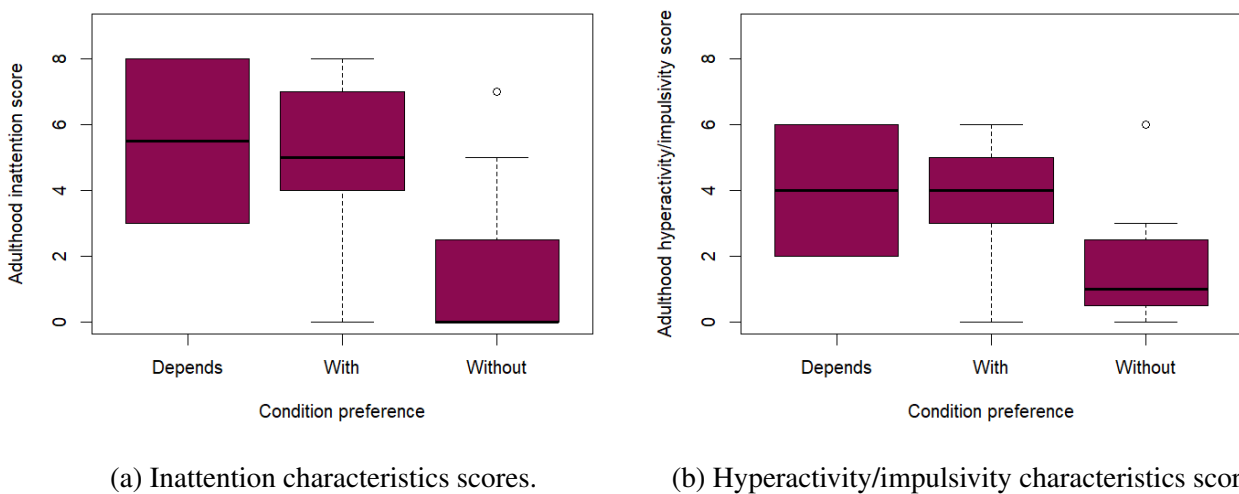 Adulthood inattention score
8
6
4
2
0
Depends With Without
Condition preference
(a) Inattention characteristics scores.
Adulthood hyperactivity/impulsivity score
8
6
4
2
0
Depends With Without
Condition preference
(b) Hyperactivity/impulsivity characteristics scor